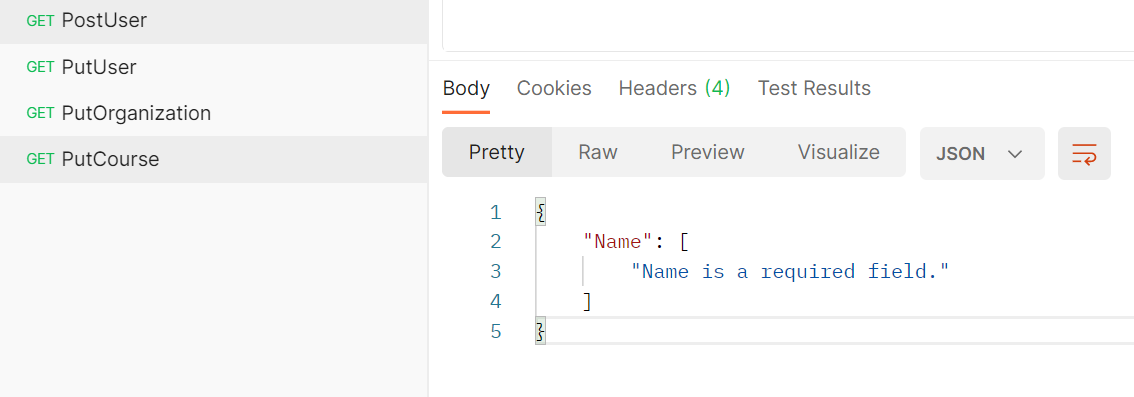 GET PostUser
GET PutUser
GET PutOrganization
GET PutCourse
Body Cookies Headers (4) Test Results
Pretty Raw Preview Visualize JSON
1 {
2 "Name": [
3 "Name is a required field."
4 ]
5 }